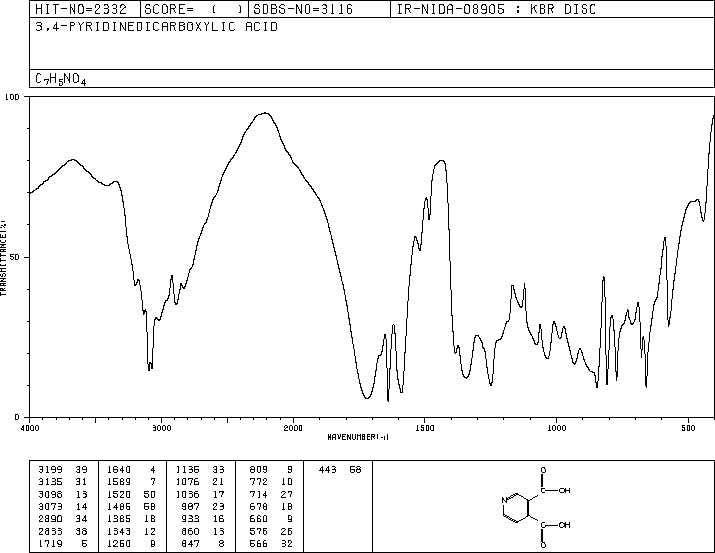 HIT-NO=2332 SCORE= ( ) SDBS-NO=3116 IR-NIDA-08905 : KBR DISC
3,4-PYRIDINEDICARBOXYLIC ACID
C7H5NO4
100
TRANSMITTANCE(%)
50
0
4000 3000 2000 1500 1000 500
WAVENUMBER(-1)
3199 39 1640 4 1136 33 809 9 443 58
3135 31 1589 7 1076 21 772 10
3098 13 1520 50 1036 17 714 27
3073 14 1486 58 987 23 678 18
2890 34 1385 18 933 16 660 9
2833 38 1343 12 860 13 576 26
1719 5 1250 9 847 8 566 32
O
C OH
N
C OH
O